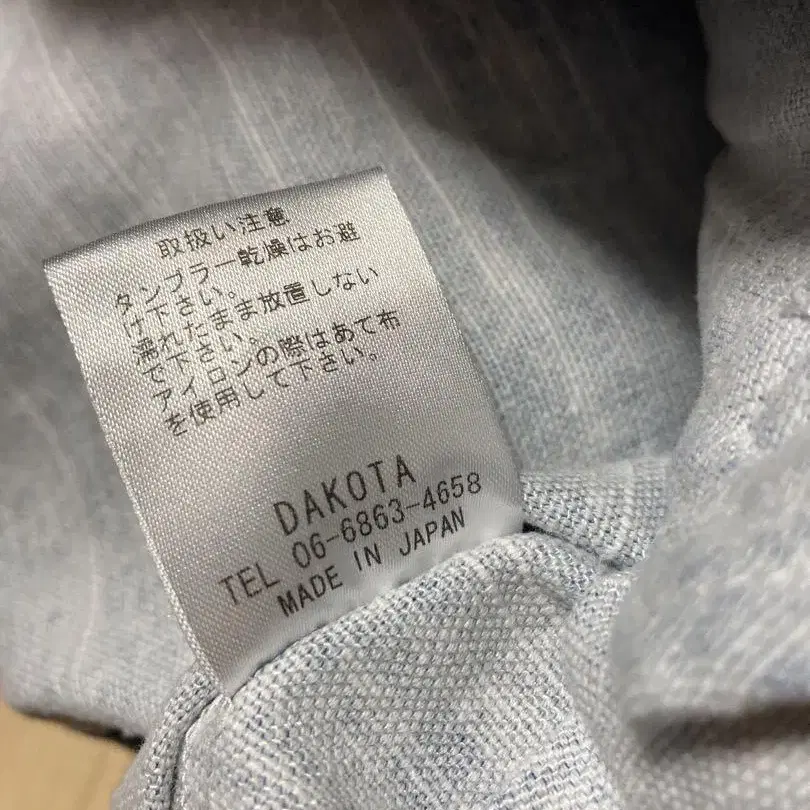 取扱い注意
タンブラー乾燥はお避
け下さい。
濡れたまま放置しない
で下さい。
アイロンの際はあて布
を使用して下さい。
DAKOTA
TEL 06-6863-4658
MADE IN JAPAN